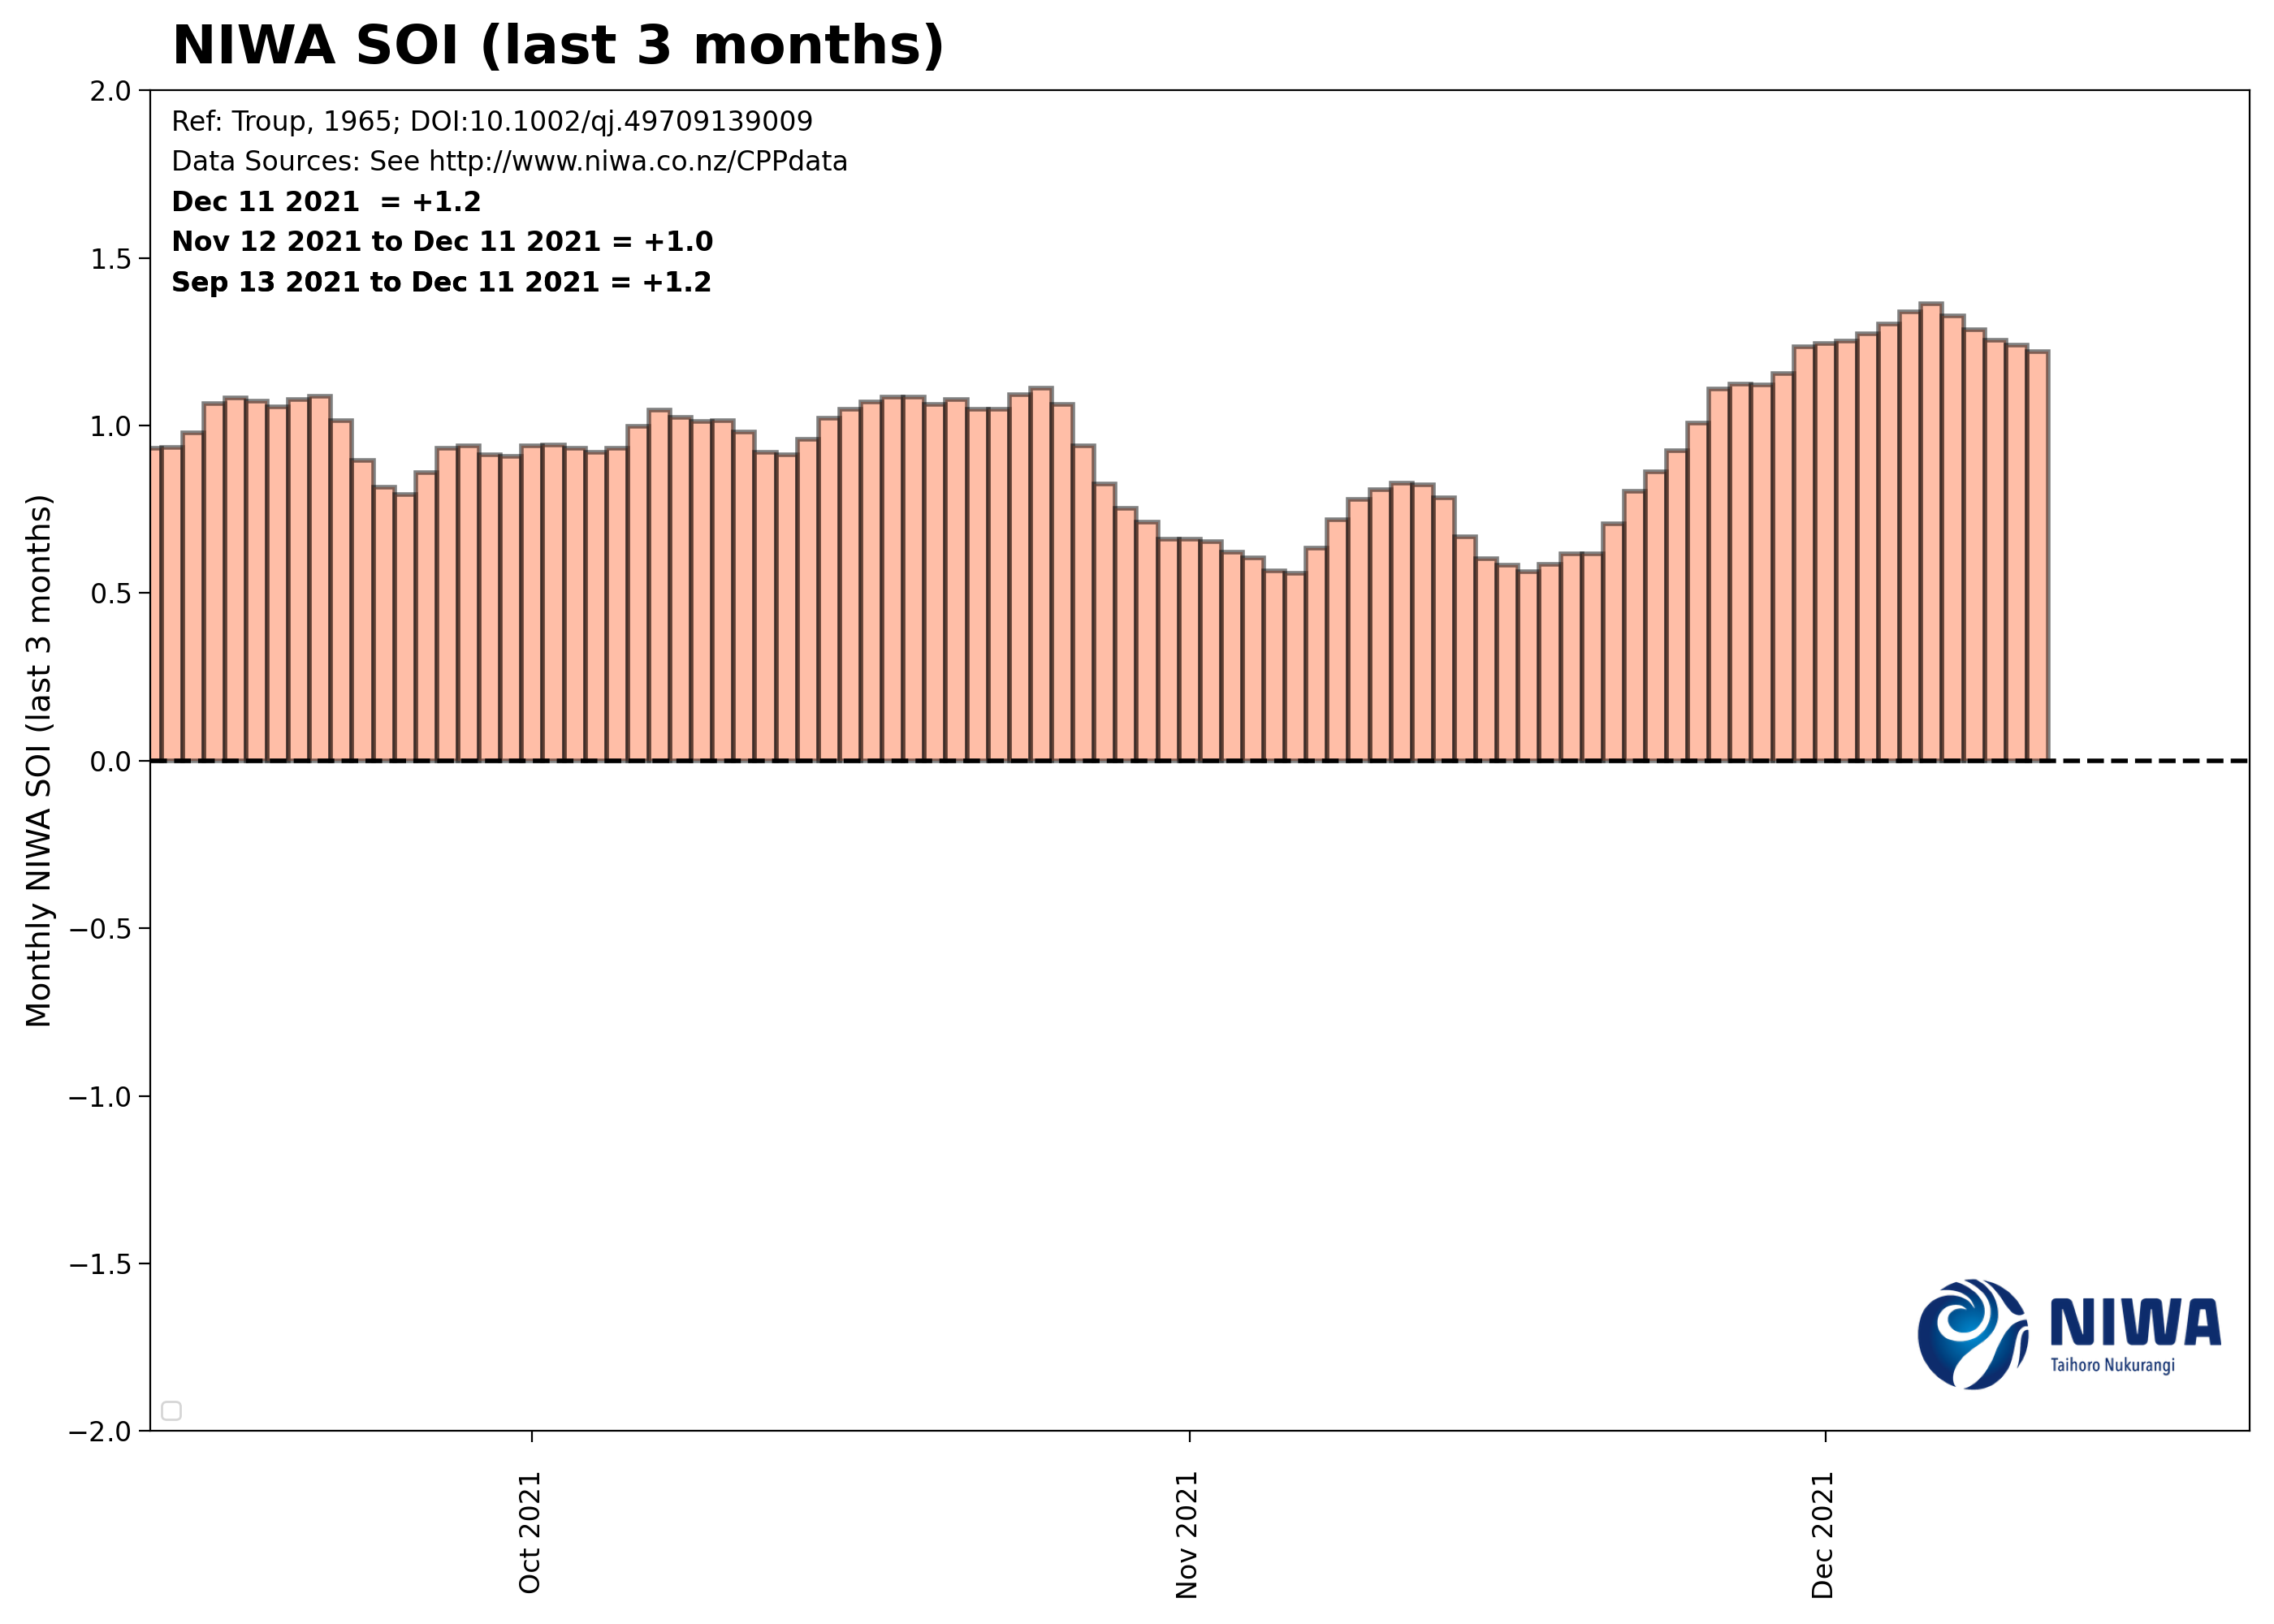 NIWA SOI (last 3 months)
Ref: Troup, 1965; DOI:10.1002/qj.49709139009
Data Sources: See http://www.niwa.co.nz/CPPdata
Dec 11 2021  = +1.2
Nov 12 2021 to Dec 11 2021 = +1.0
Sep 13 2021 to Dec 11 2021 = +1.2
Monthly NIWA SOI (last 3 months)
2.0
1.5
1.0
0.5
0.0
−0.5
−1.0
−1.5
−2.0
Oct 2021
Nov 2021
Dec 2021
NIWA
Taihoro Nukurangi